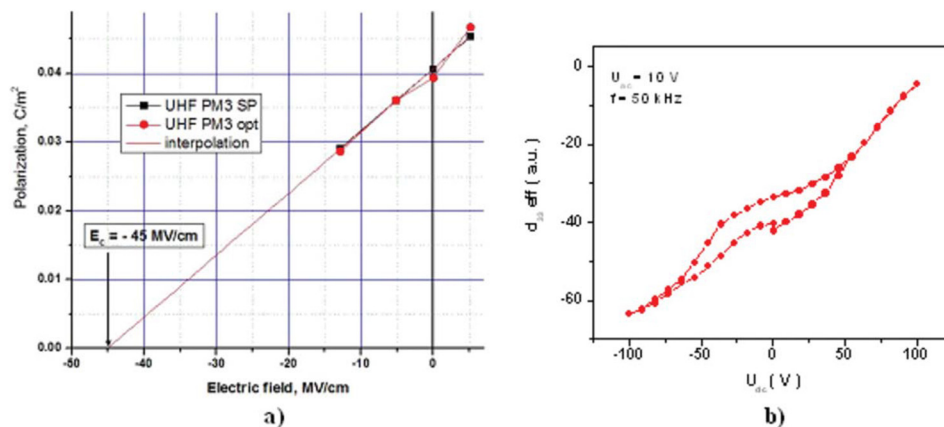 0.04
0.03
0.02
0.01
0.00
Polarization, C/m²
UHF PM3 SP
UHF PM3 opt
interpolation
= - 45 MV/cm
-50 -40 -30 -20 -10 0
Electric field, MV/cm
a)
0
-20
-40
-60
eff ( a.u. )
= 10 V
f = 50 kHz
-100 -50 0 50 100
U_dc ( V )
b)